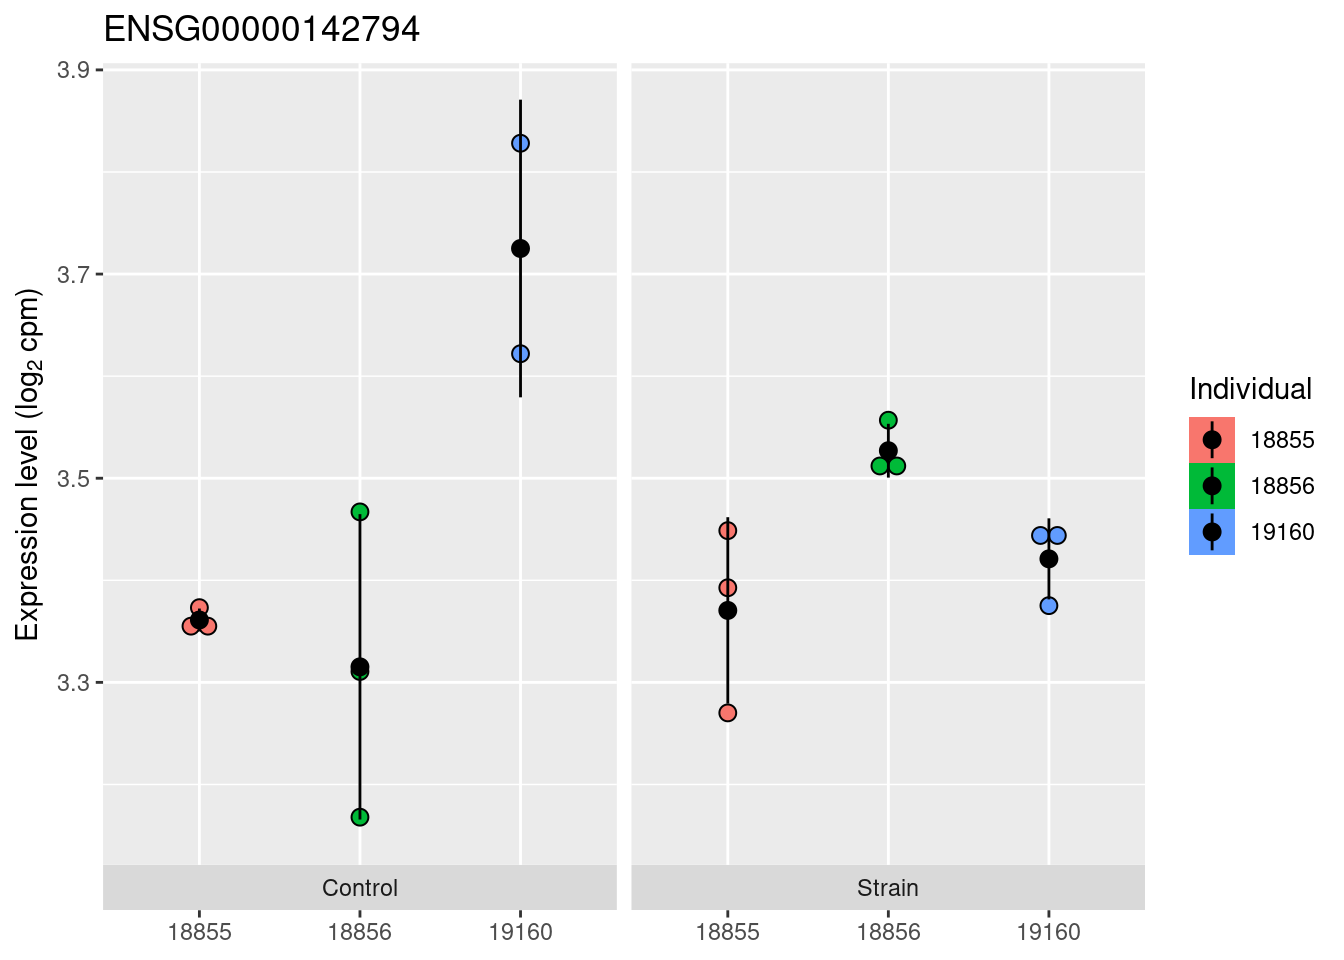 ENSG00000142794
Expression level (log₂ cpm)
3.9
3.7
3.5
3.3
Control
Strain
18855
18856
19160
18855
18856
19160
Individual
18855
18856
19160